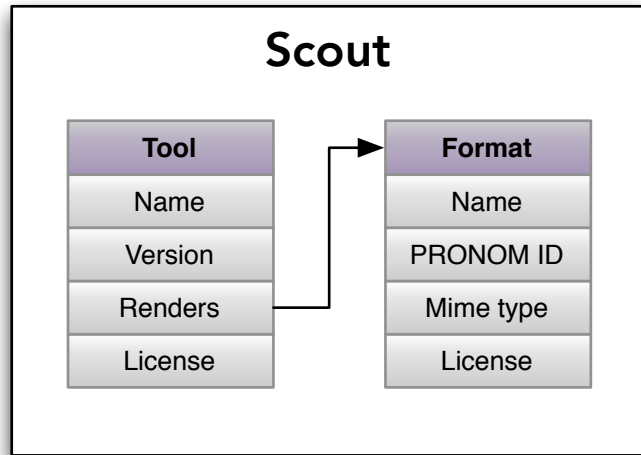 Scout
Tool
Name
Version
Renders
License
Format
Name
PRONOM ID
Mime type
License